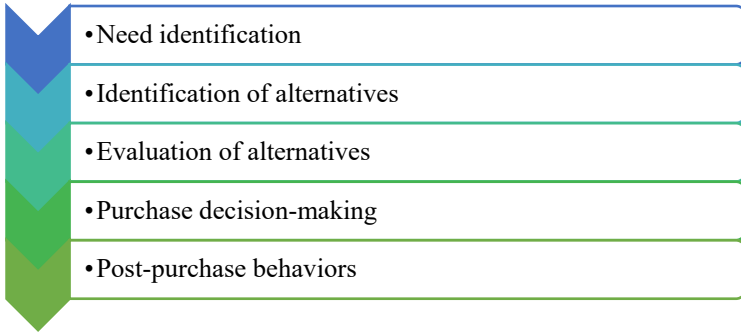 •Need identification
•Identification of alternatives
•Evaluation of alternatives
•Purchase decision-making
•Post-purchase behaviors